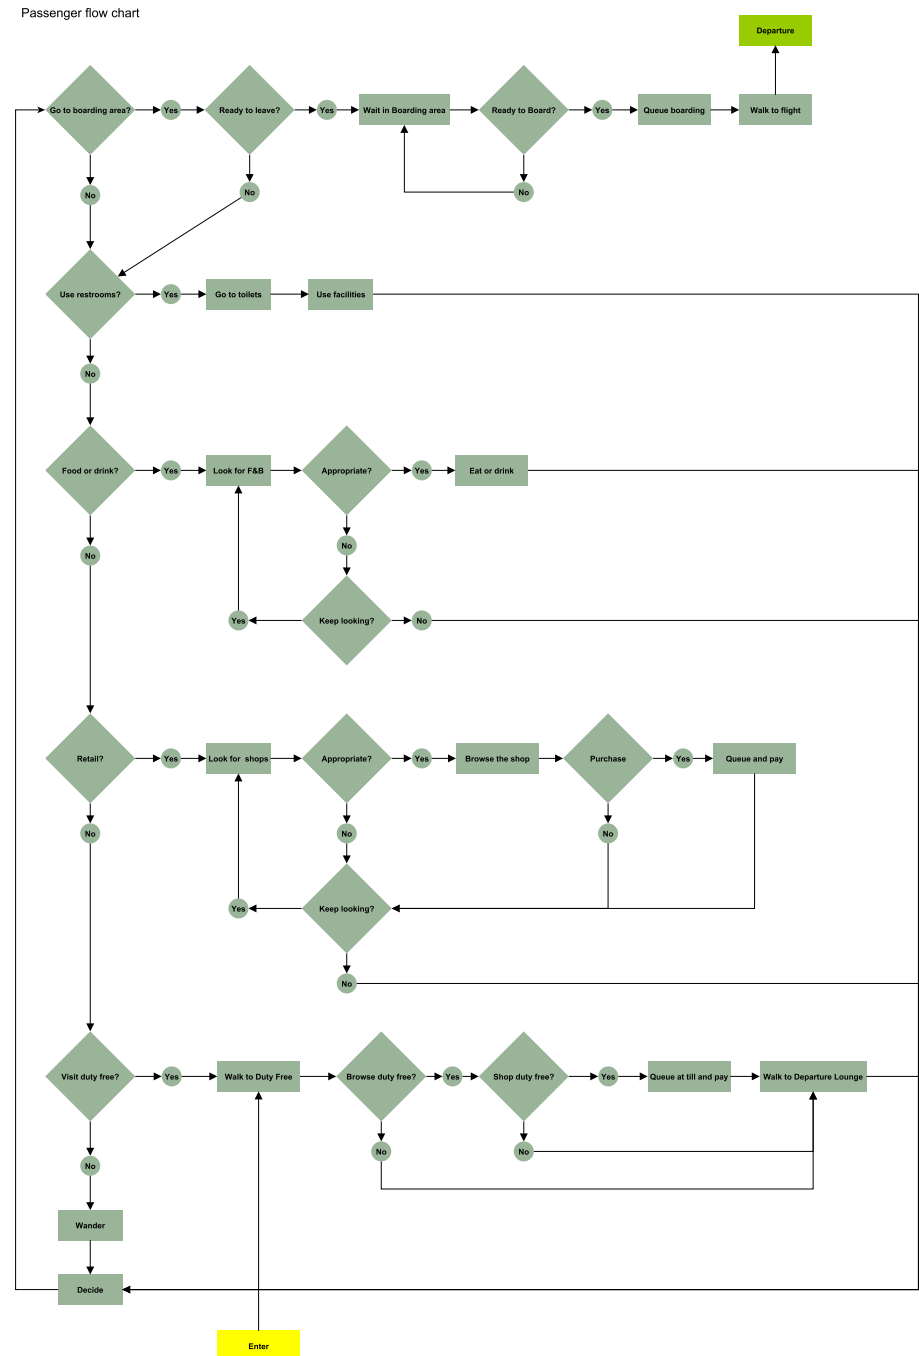 Passenger flow chart
Departure
Go to boarding area?
Yes
Ready to leave?
Yes
Wait in Boarding area
Ready to Board?
Yes
Queue boarding
Walk to flight
No
No
No
Use restrooms?
Yes
Go to toilets
Use facilities
No
Food or drink?
Yes
Look for F&B
Appropriate?
Yes
Eat or drink
No
No
Yes
Keep looking?
No
Retail?
Yes
Look for  shops
Appropriate?
Yes
Browse the shop
Purchase
Yes
Queue and pay
No
No
No
Yes
Keep looking?
No
Visit duty free?
Yes
Walk to Duty Free
Browse duty free?
Yes
Shop duty free?
Yes
Queue at till and pay
Walk to Departure Lounge
No
No
No
Wander
Decide
Enter